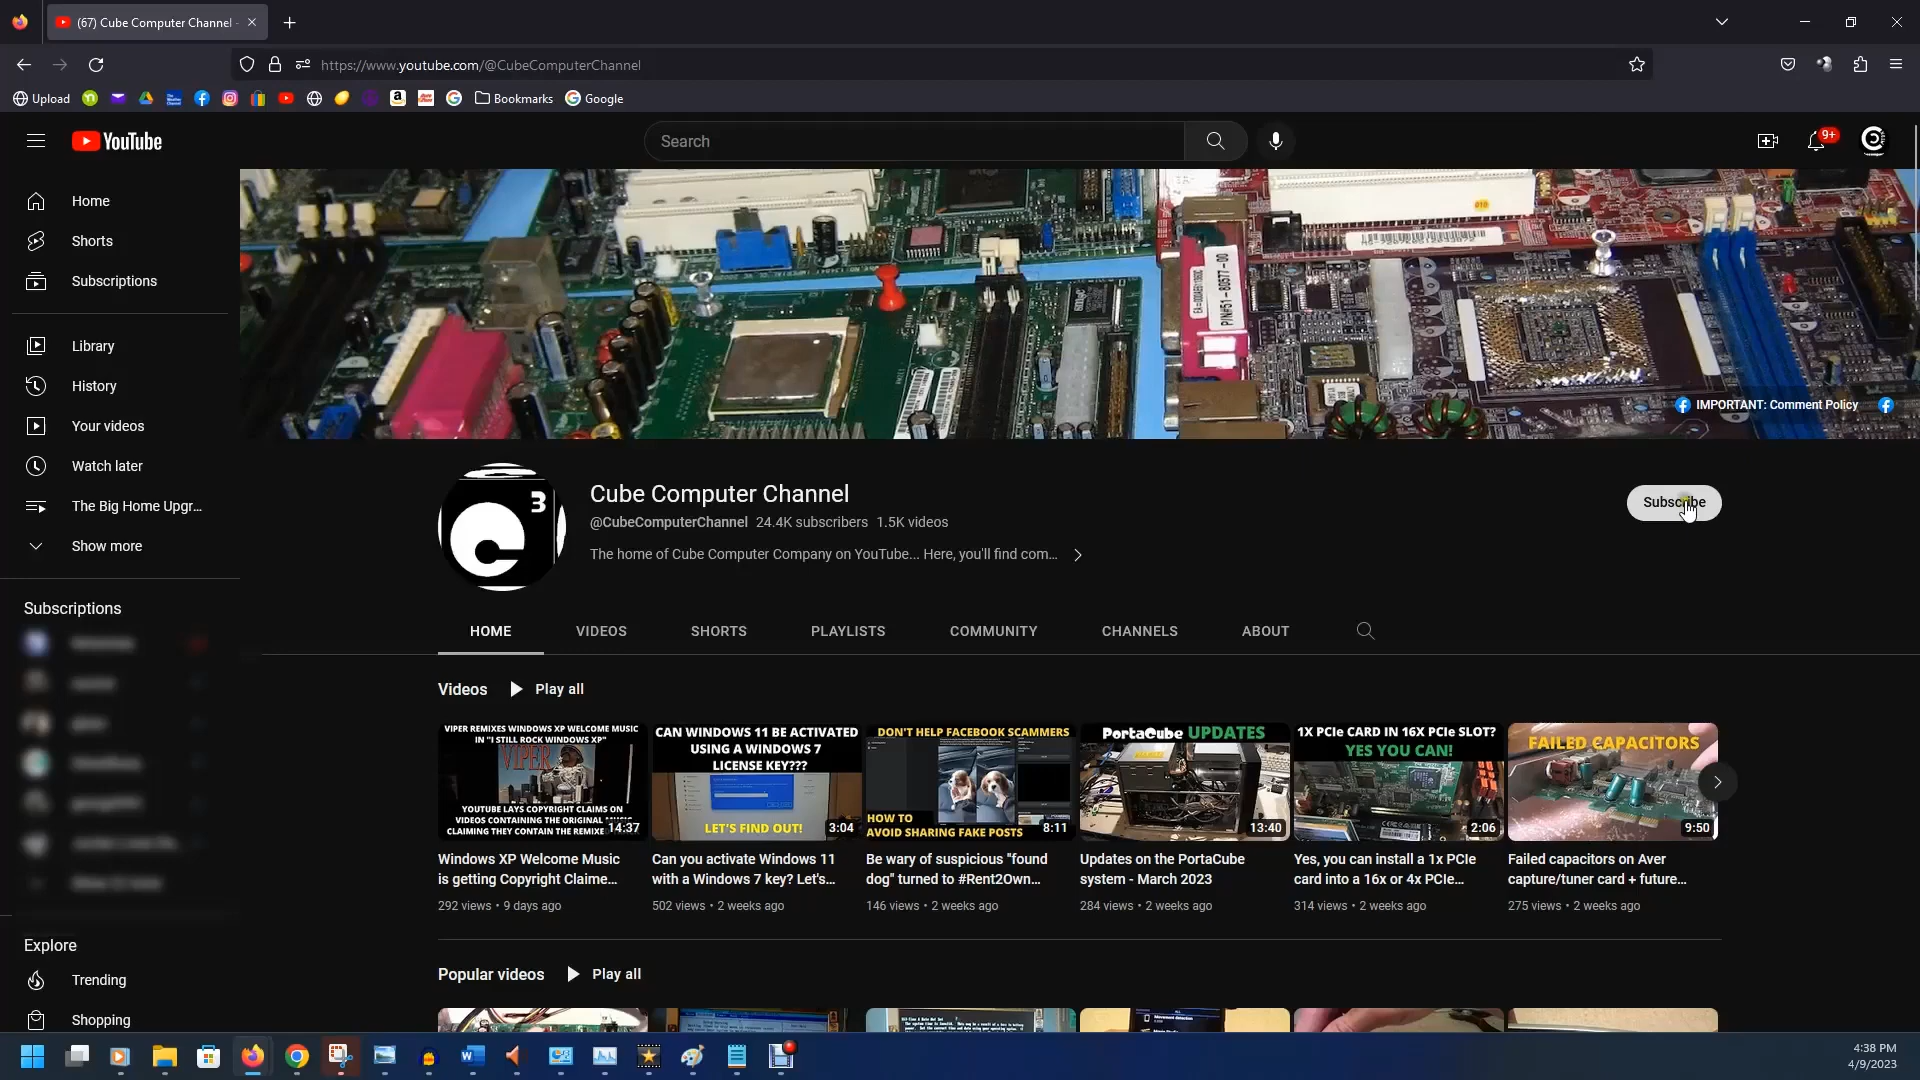 (67) Cube Computer Channel -
https://www.youtube.com/@CubeComputerChannel
Upload
Bookmarks
Google
YouTube
Search
9+
Home
Shorts
Subscriptions
Library
History
Your videos
Watch later
The Big Home Upgr...
Show more
Subscriptions
Explore
Trending
Shopping
P/N#51-60577-00
IMPORTANT: Comment Policy
3
Cube Computer Channel
@CubeComputerChannel 24.4K subscribers 1.5K videos
The home of Cube Computer Company on YouTube... Here, you'll find com...
Subscribe
HOME VIDEOS SHORTS PLAYLISTS COMMUNITY CHANNELS ABOUT
Videos Play all
VIPER REMIXES WINDOWS XP WELCOME MUSIC
IN "I STILL ROCK WINDOWS XP"
VIPER
YOUTUBE LAYS COPYRIGHT CLAIMS ON
VIDEOS CONTAINING THE ORIGINAL MUSIC
CLAIMING THEY CONTAIN THE REMIXE
14:37
Windows XP Welcome Music
is getting Copyright Claime...
292 views • 9 days ago
CAN WINDOWS 11 BE ACTIVATED
USING A WINDOWS 7
LICENSE KEY???
LET'S FIND OUT!
3:04
Can you activate Windows 11
with a Windows 7 key? Let's...
502 views • 2 weeks ago
DON'T HELP FACEBOOK SCAMMERS
HOW TO
AVOID SHARING FAKE POSTS
8:11
Be wary of suspicious "found
dog" turned to #Rent2Own...
146 views • 2 weeks ago
PortaCube UPDATES
13:40
Updates on the PortaCube
system - March 2023
284 views • 2 weeks ago
1X PCIe CARD IN 16X PCIe SLOT?
YES YOU CAN!
2:06
Yes, you can install a 1x PCIe
card into a 16x or 4x PCIe...
314 views • 2 weeks ago
FAILED CAPACITORS
9:50
Failed capacitors on Aver
capture/tuner card + future...
275 views • 2 weeks ago
Popular videos Play all
4:38 PM
4/9/2023